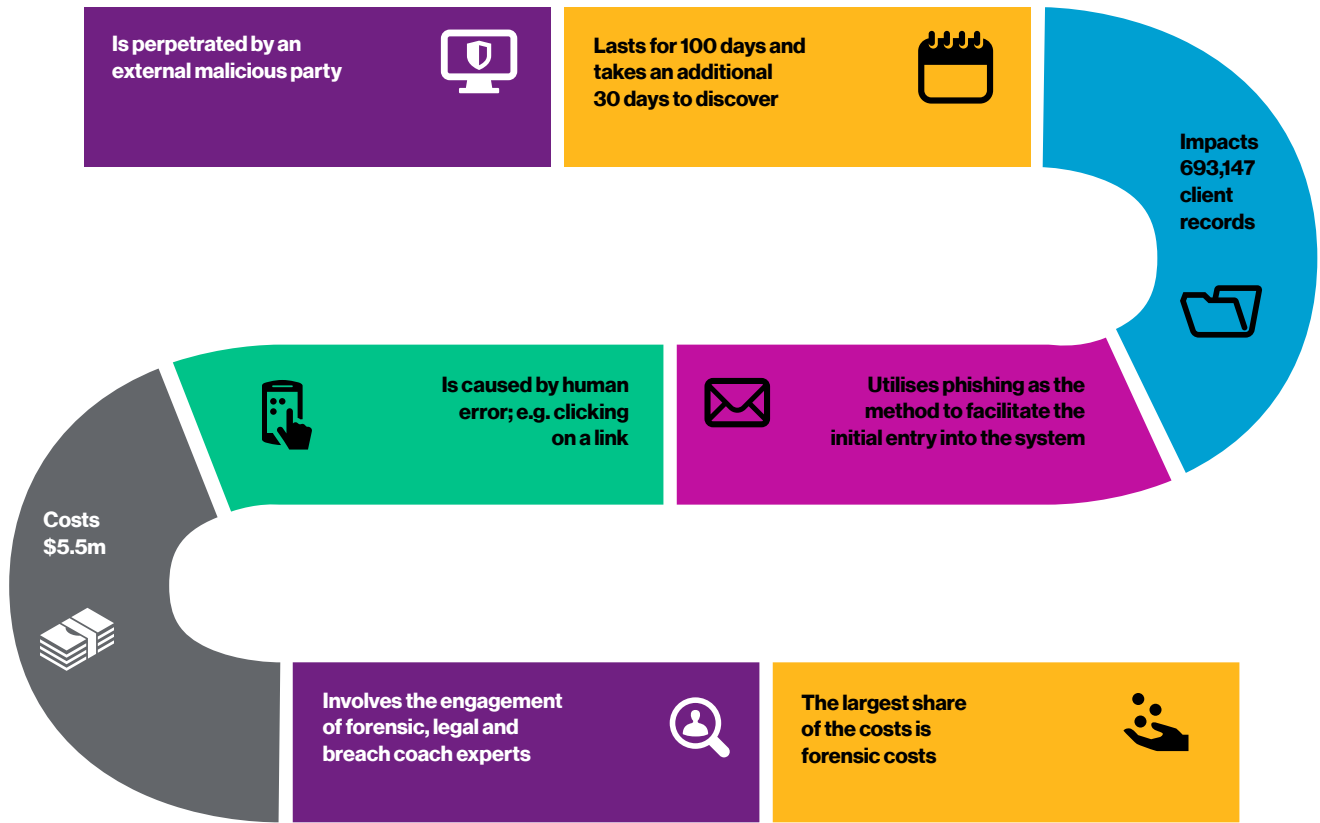 Is perpetrated by an
external malicious party
Lasts for 100 days and
takes an additional
30 days to discover
Impacts
693,147
client
records
Utilises phishing as the
method to facilitate the
initial entry into the system
Is caused by human
error; e.g. clicking
on a link
Costs
$5.5m
Involves the engagement
of forensic, legal and
breach coach experts
The largest share
of the costs is
forensic costs